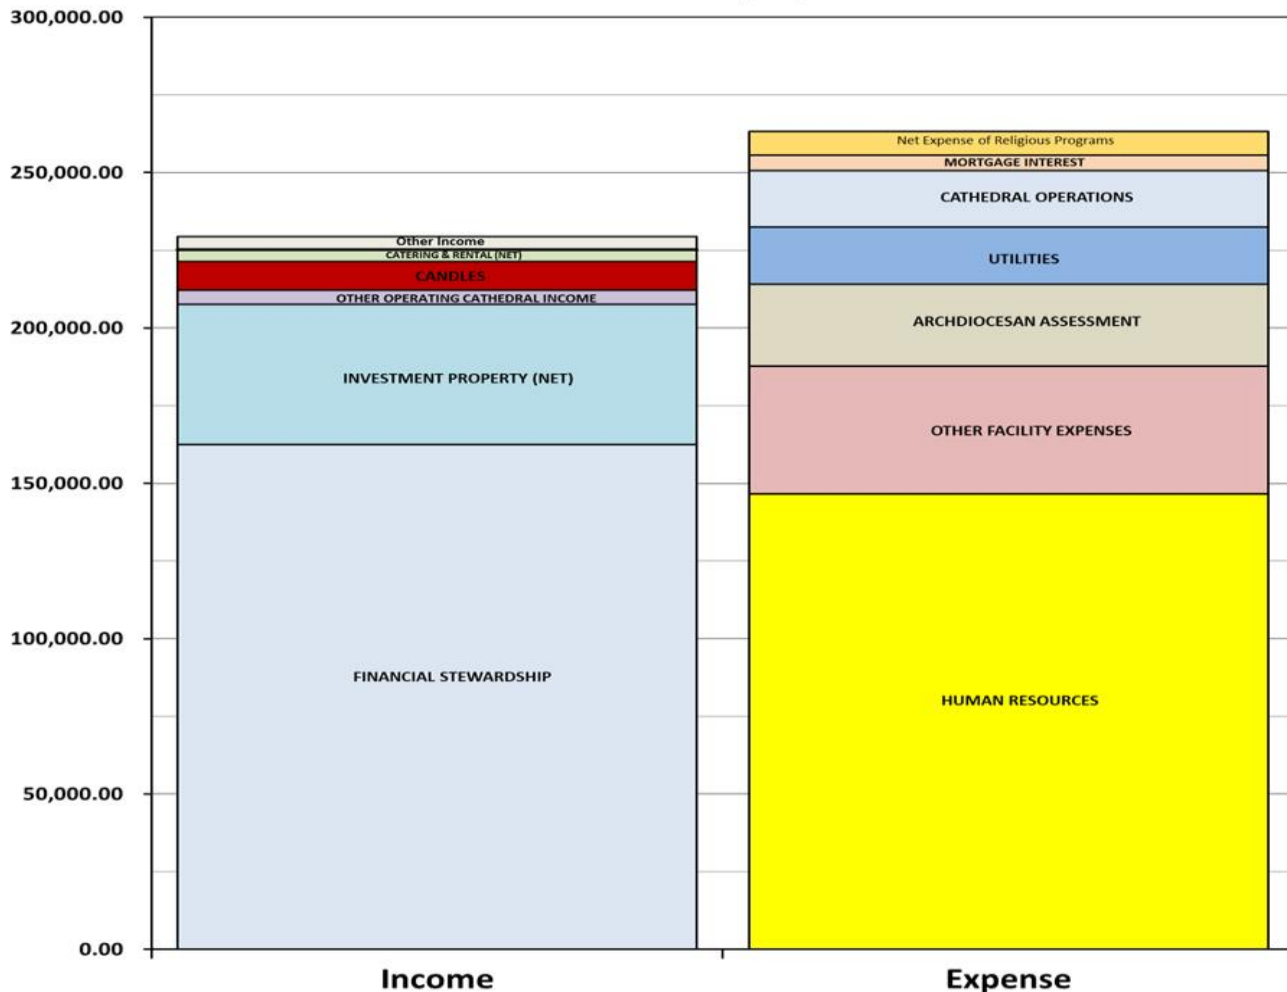 300,000.00
250,000.00
200,000.00
150,000.00
100,000.00
50,000.00
0.00
Other Income
CATERING & RENTAL (NET)
CANDLES
OTHER OPERATING CATHEDRAL INCOME
INVESTMENT PROPERTY (NET)
FINANCIAL STEWARDSHIP
Net Expense of Religious Programs
MORTGAGE INTEREST
CATHEDRAL OPERATIONS
UTILITIES
ARCHDIOCESAN ASSESSMENT
OTHER FACILITY EXPENSES
HUMAN RESOURCES
Income
Expense